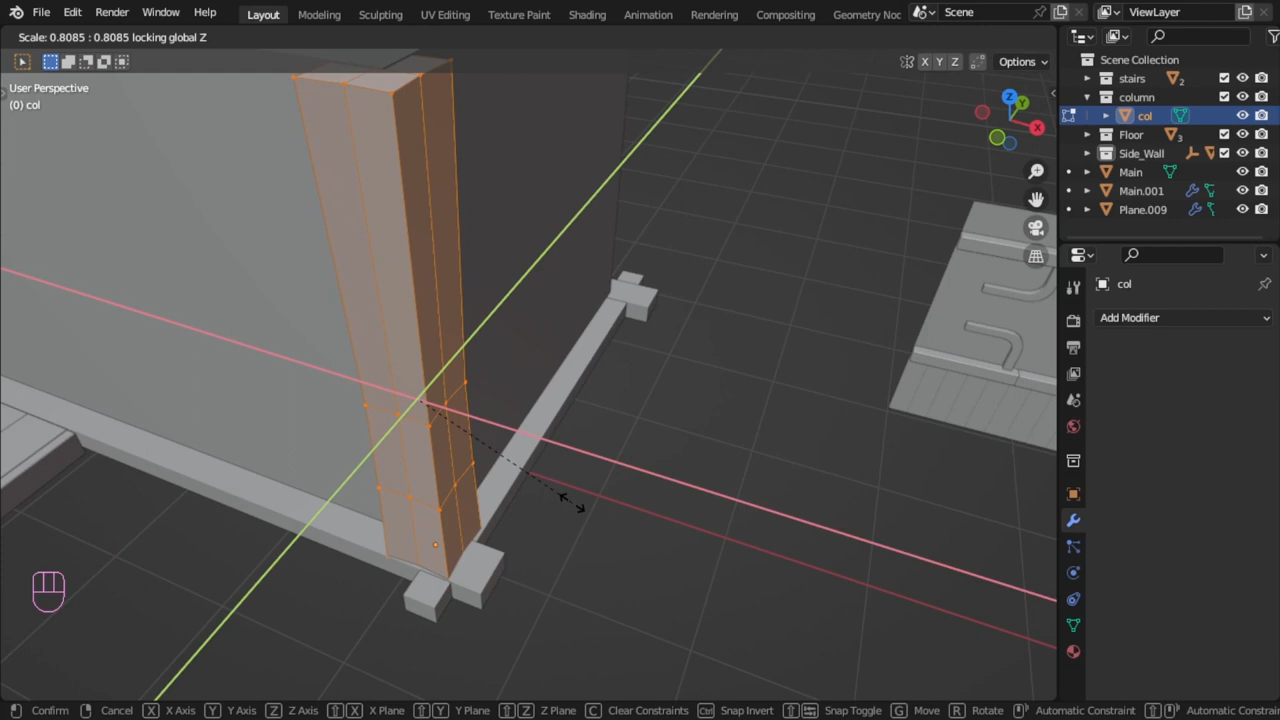 File Edit Render Window Help Layout Modeling Sculpting UV Editing Texture Paint Shading Animation Rendering Compositing Geometry Noc Scene ViewLayer
Scale: 0.8085 : 0.8085 locking global Z
X Y Z Options
User Perspective
(0) col
Z
Y
X
Scene Collection
stairs 2
column
col
Floor 3
Side_Wall
Main
Main.001
Plane.009
col
Add Modifier
Confirm Cancel X X Axis Y Y Axis Z Z Axis X X Plane Y Y Plane Z Z Plane C Clear Constraints Ctrl Snap Invert Snap Toggle G Move R Rotate Automatic Constraint Automatic Constrai